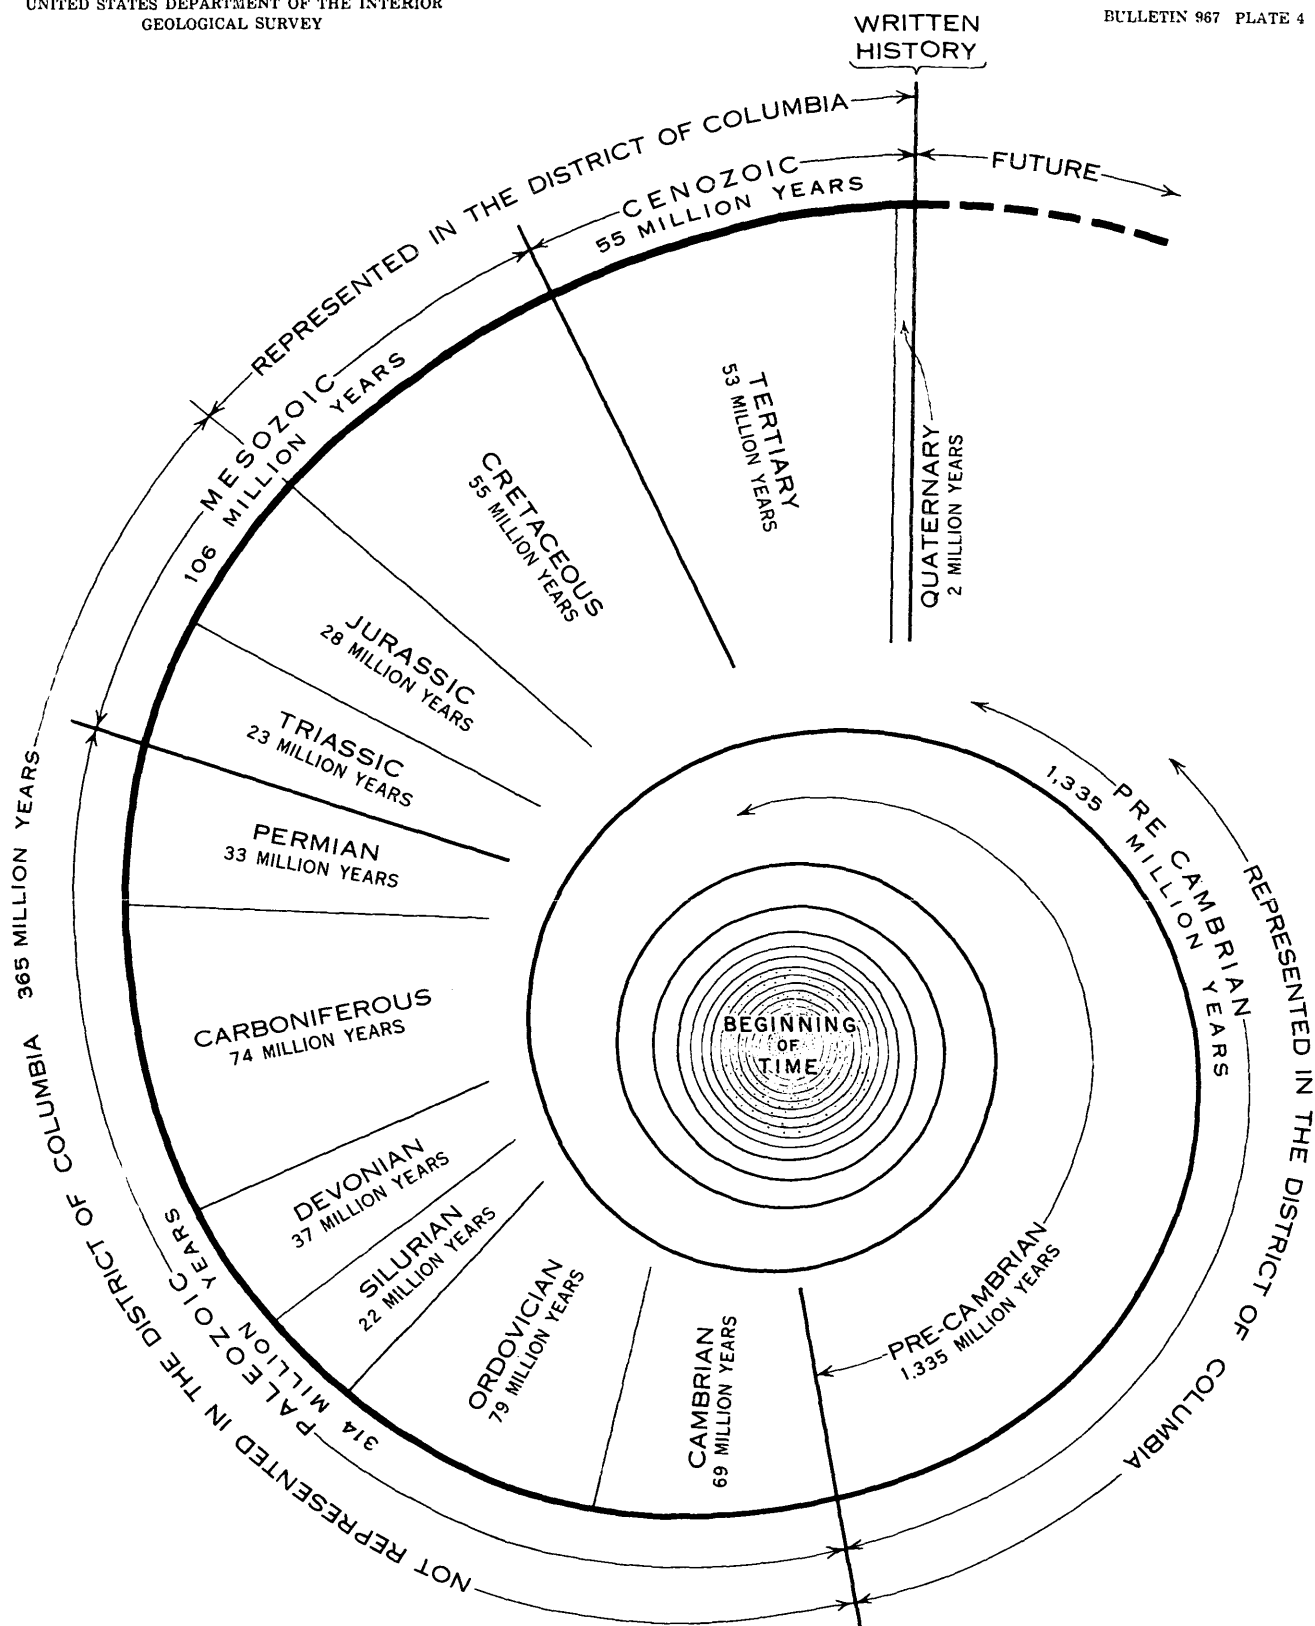 UNITED STATES DEPARTMENT OF THE INTERIOR
GEOLOGICAL SURVEY
BULLETIN 967 PLATE 4
WRITTEN
HISTORY
REPRESENTED IN THE DISTRICT OF COLUMBIA
CENOZOIC
55 MILLION YEARS
FUTURE
MESOZOIC
106 MILLION YEARS
TERTIARY
53 MILLION YEARS
QUATERNARY
2 MILLION YEARS
CRETACEOUS
55 MILLION YEARS
JURASSIC
28 MILLION YEARS
TRIASSIC
23 MILLION YEARS
PERMIAN
33 MILLION YEARS
CARBONIFEROUS
74 MILLION YEARS
DEVONIAN
37 MILLION YEARS
SILURIAN
22 MILLION YEARS
ORDOVICIAN
79 MILLION YEARS
CAMBRIAN
69 MILLION YEARS
PRE-CAMBRIAN
1,335 MILLION YEARS
BEGINNING
OF
TIME
PRE CAMBRIAN
1,335 MILLION YEARS
REPRESENTED IN THE DISTRICT OF COLUMBIA
PALEOZOIC
314 MILLION YEARS
NOT REPRESENTED IN THE DISTRICT OF COLUMBIA 365 MILLION YEARS